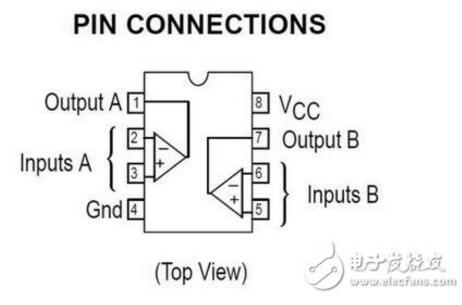 PIN CONNECTIONS
Output A 1
8 VCC
2
7 Output B
Inputs A
3
6
Inputs B
Gnd 4
5
− +
− +
(Top View)
电子发烧友
www.elecfans.com